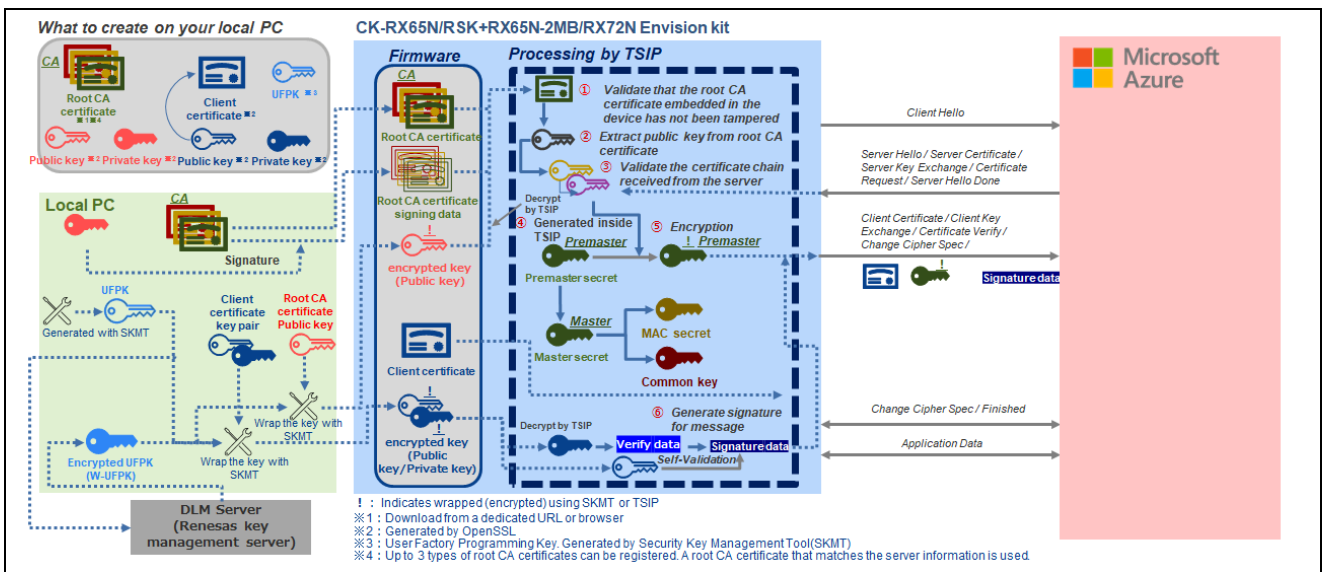 What to create on your local PC
CA
Root CA
certificate
※1※4
Client
certificate ※2
UFPK ※3
Public key ※2
Private key ※2
Public key ※2
Private key ※2
Local PC
CA
Signature
UFPK
Generated with SKMT
Client
certificate
key pair
Root CA
certificate
Public key
Wrap the key with
SKMT
Wrap the key with
SKMT
Encrypted UFPK
(W-UFPK)
DLM Server
(Renesas key
management server)
CK-RX65N/RSK+RX65N-2MB/RX72N Envision kit
Firmware
CA
Root CA certificate
Root CA certificate
signing data
!
encrypted key
(Public key)
Client certificate
!
!
encrypted key
(Public
key/Private key)
Processing by TSIP
① Validate that the root CA
certificate embedded in the
device has not been tampered
② Extract public key from root CA
certificate
③ Validate the certificate chain
received from the server
Decrypt
by TSIP
④ Generated inside
TSIP
Premaster
Premaster secret
⑤ Encryption
! Premaster
Master
Master secret
MAC secret
Common key
⑥ Generate signature
for message
Decrypt by TSIP
Verify data
Signature data
Self-Validation
Microsoft
Azure
Client Hello
Server Hello / Server Certificate /
Server Key Exchange / Certificate
Request / Server Hello Done
Client Certificate / Client Key
Exchange / Certificate Verify /
Change Cipher Spec /
!
Signature data
Change Cipher Spec / Finished
Application Data
! : Indicates wrapped (encrypted) using SKMT or TSIP
※1 : Download from a dedicated URL or browser
※2 : Generated by OpenSSL
※3 : User Factory Programming Key. Generated by Security Key Management Tool(SKMT)
※4 : Up to 3 types of root CA certificates can be registered. A root CA certificate that matches the server information is used.